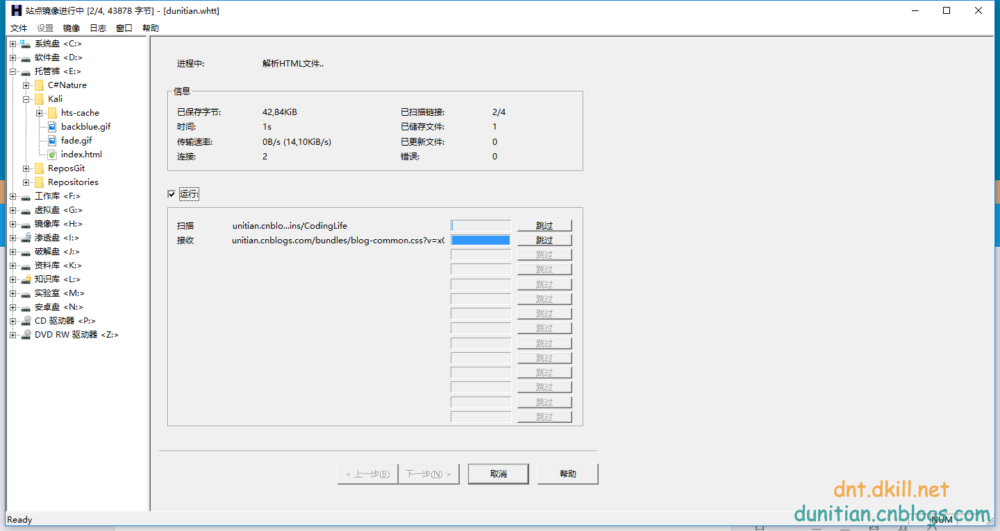 站点镜像进行中 [2/4, 43878 字节] - [dunitian.whtt]
文件 设置 镜像 日志 窗口 帮助
系统盘 <C:>
软件盘 <D:>
托管裤 <E:>
C#Nature
Kali
hts-cache
backblue.gif
fade.gif
index.html
ReposGit
Repositories
工作库 <F:>
虚拟盘 <G:>
镜像库 <H:>
渗透盘 <I:>
破解盘 <J:>
资料库 <K:>
知识库 <L:>
实验室 <M:>
安卓盘 <N:>
CD 驱动器 <P:>
DVD RW 驱动器 <Z:>
进程中: 解析HTML文件..
信息
已保存字节: 42,84KiB 已扫描链接: 2/4
时间: 1s 已储存文件: 1
传输速率: 0B/s (14,10KiB/s) 已更新文件: 0
连接: 2 错误: 0
运行:
扫描 unitian.cnblo...ins/CodingLife 跳过
接收 unitian.cnblogs.com/bundles/blog-common.css?v=x( 跳过
跳过
跳过
跳过
跳过
跳过
跳过
跳过
跳过
跳过
跳过
跳过
跳过
< 上一步(B) 下一步(N) > 取消 帮助
dnt.dkill.net
dunitian.cnblogs.com
Ready NUM